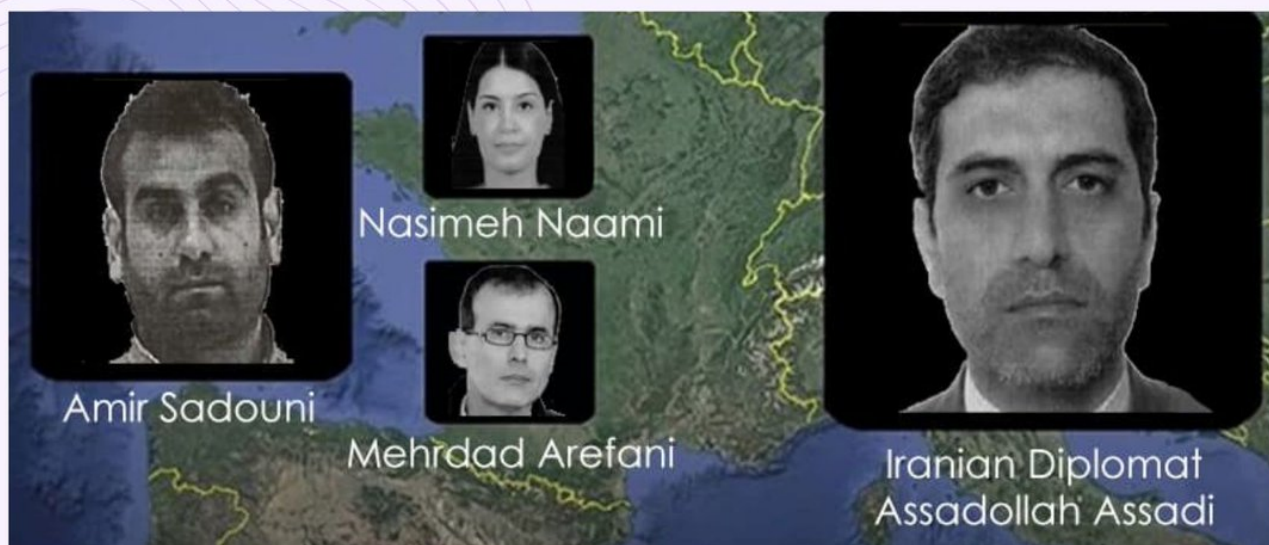 Nasimeh Naami
Amir Sadouni
Mehrdad Arefani
Iranian Diplomat
Assadollah Assadi